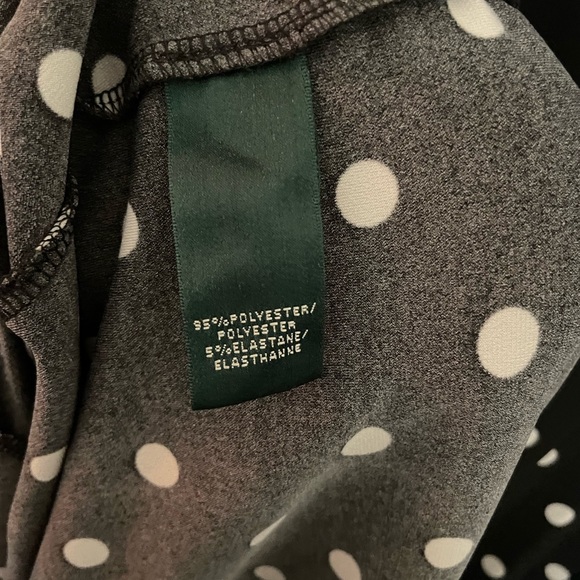 95%POLYESTER/
POLYESTER
5%ELASTANE/
ELASTHANNE